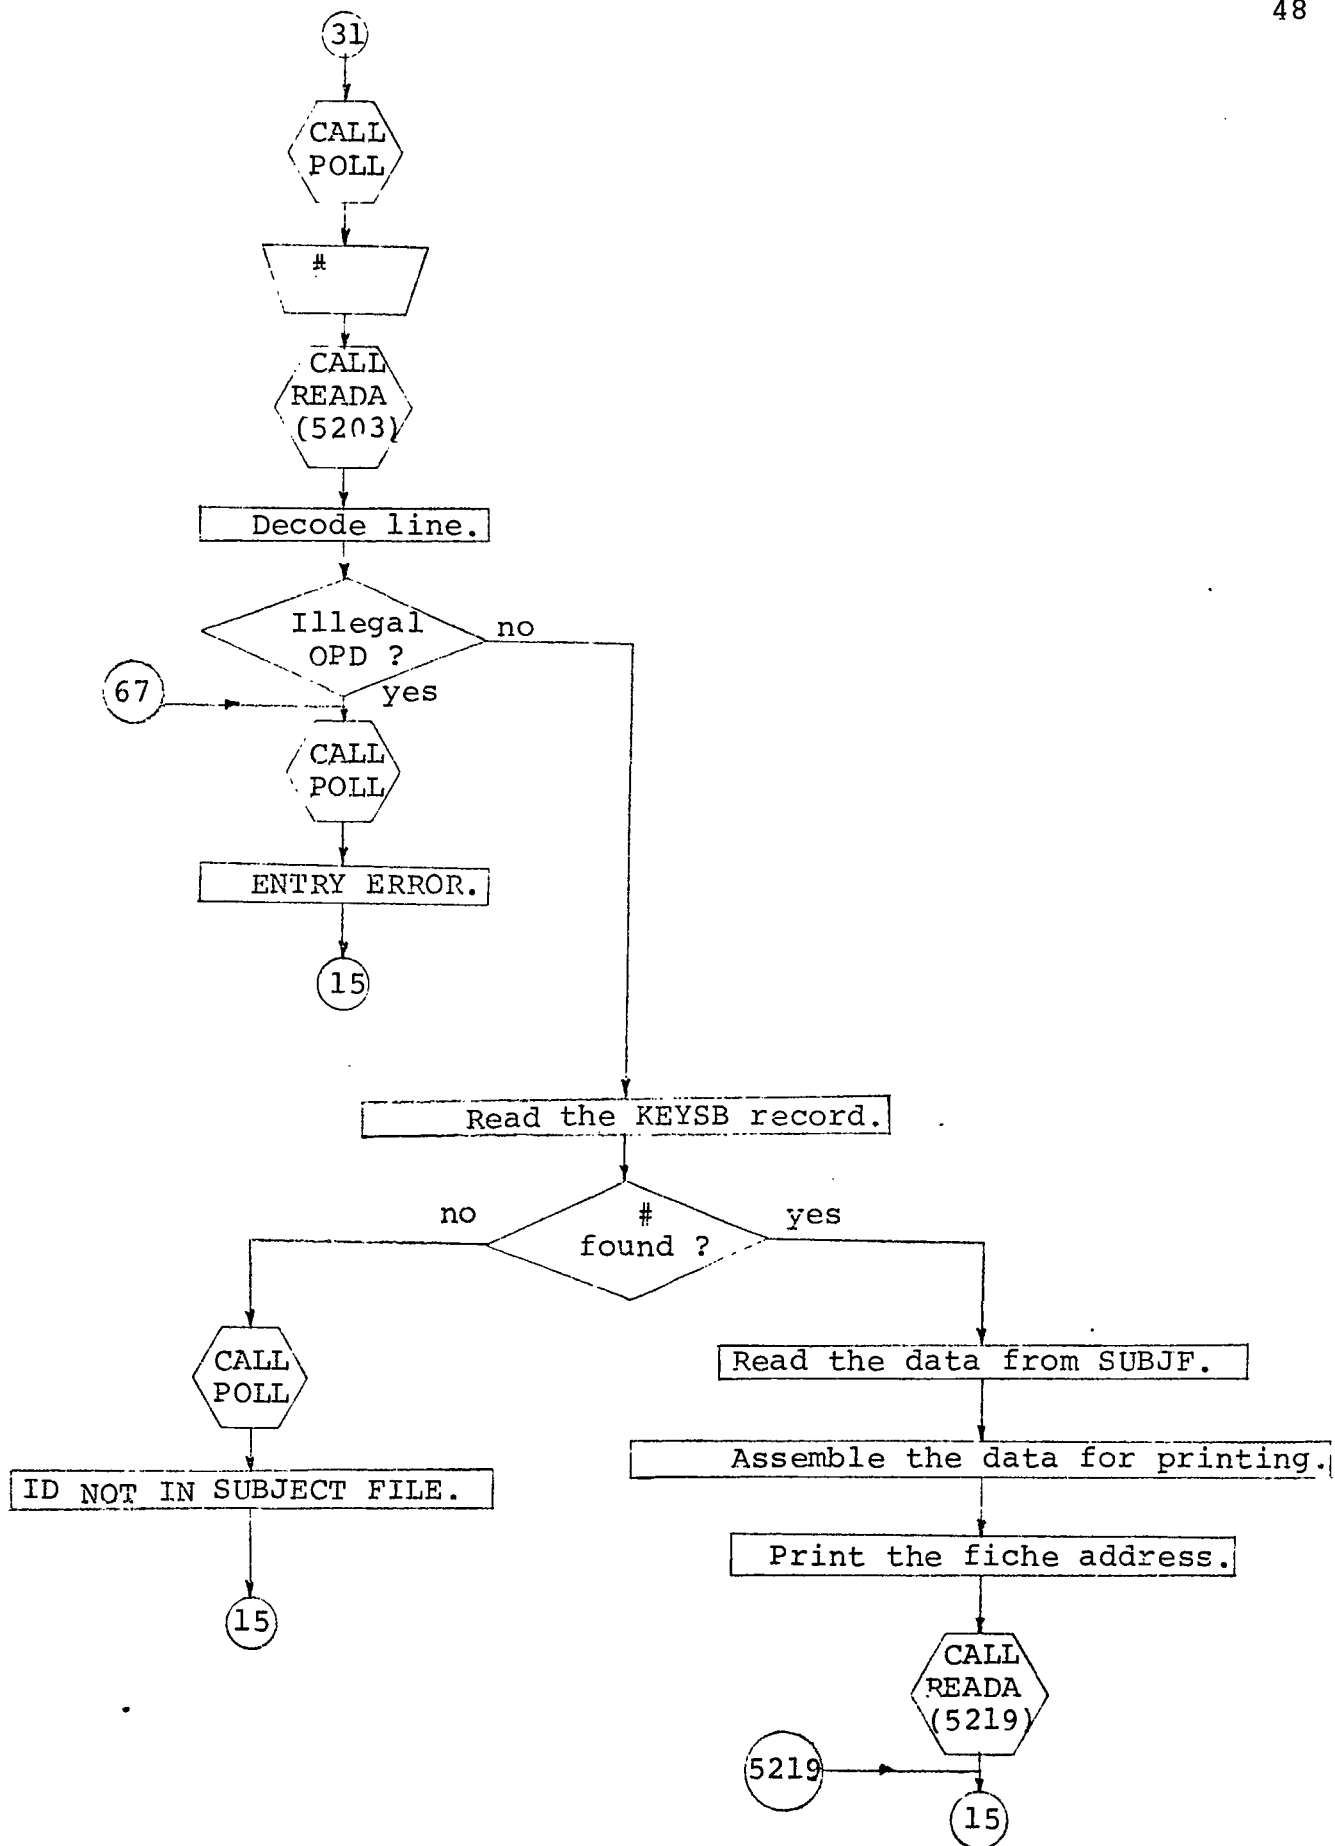 48
31
CALL
POLL
#
CALL
READA
(5203)
Decode line.
Illegal
OPD ?
no
yes
67
CALL
POLL
ENTRY ERROR.
15
Read the KEYSB record.
#
found ?
no
yes
CALL
POLL
ID NOT IN SUBJECT FILE.
15
Read the data from SUBJF.
Assemble the data for printing.
Print the fiche address.
CALL
READA
(5219)
5219
15